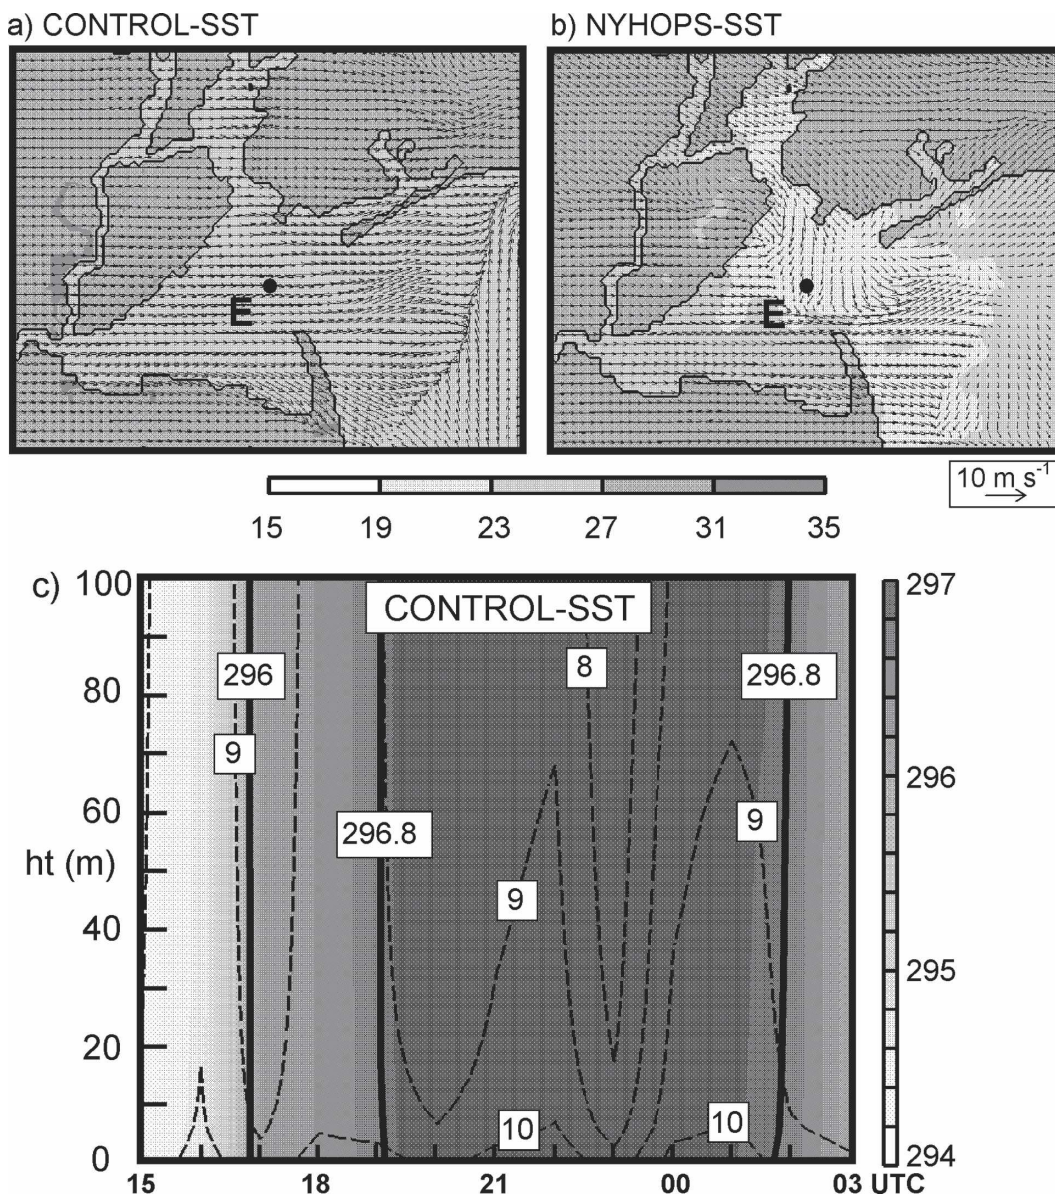 a) CONTROL-SST
b) NYHOPS-SST
E
E
10 m s⁻¹
15 19 23 27 31 35
c)
CONTROL-SST
100
80
60
ht (m)
40
20
0
296
9
296.8
9
8
9
296.8
10
10
15 18 21 00 03 UTC
297
296
295
294